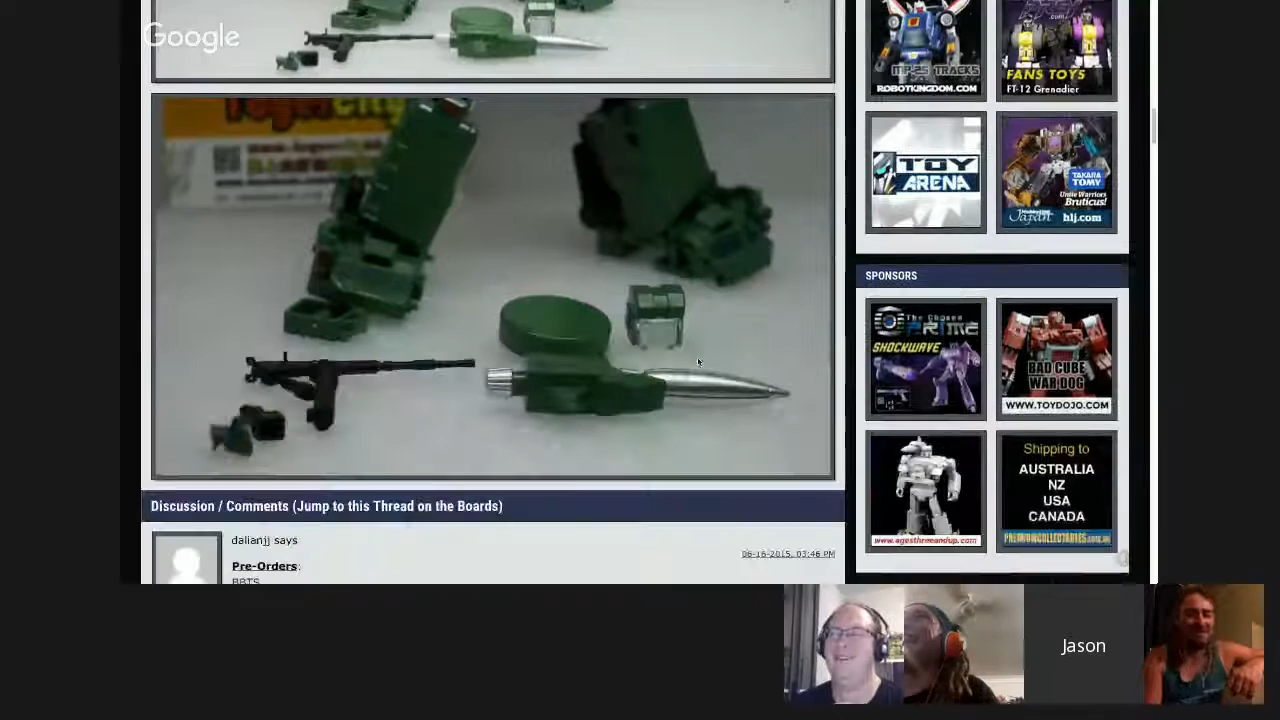 Google
MP-25 TRACKS
ROBOTKINGDOM.COM
FANS TOYS
FT-12 Grenadier
TOY
ARENA
TAKARA
TOMY
Unite Warriors
Bruticus!
Japan
hlj.com
SPONSORS
The Chosen
PRIME
SHOCKWAVE
BAD CUBE
WAR DOG
WWW.TOYDOJO.COM
www.agesthreeandup.com
Shipping to
AUSTRALIA
NZ
USA
CANADA
Discussion / Comments (Jump to this Thread on the Boards)
dalianjj says
06-16-2015, 03:46 PM
Pre-Orders:
BBTS
Jason